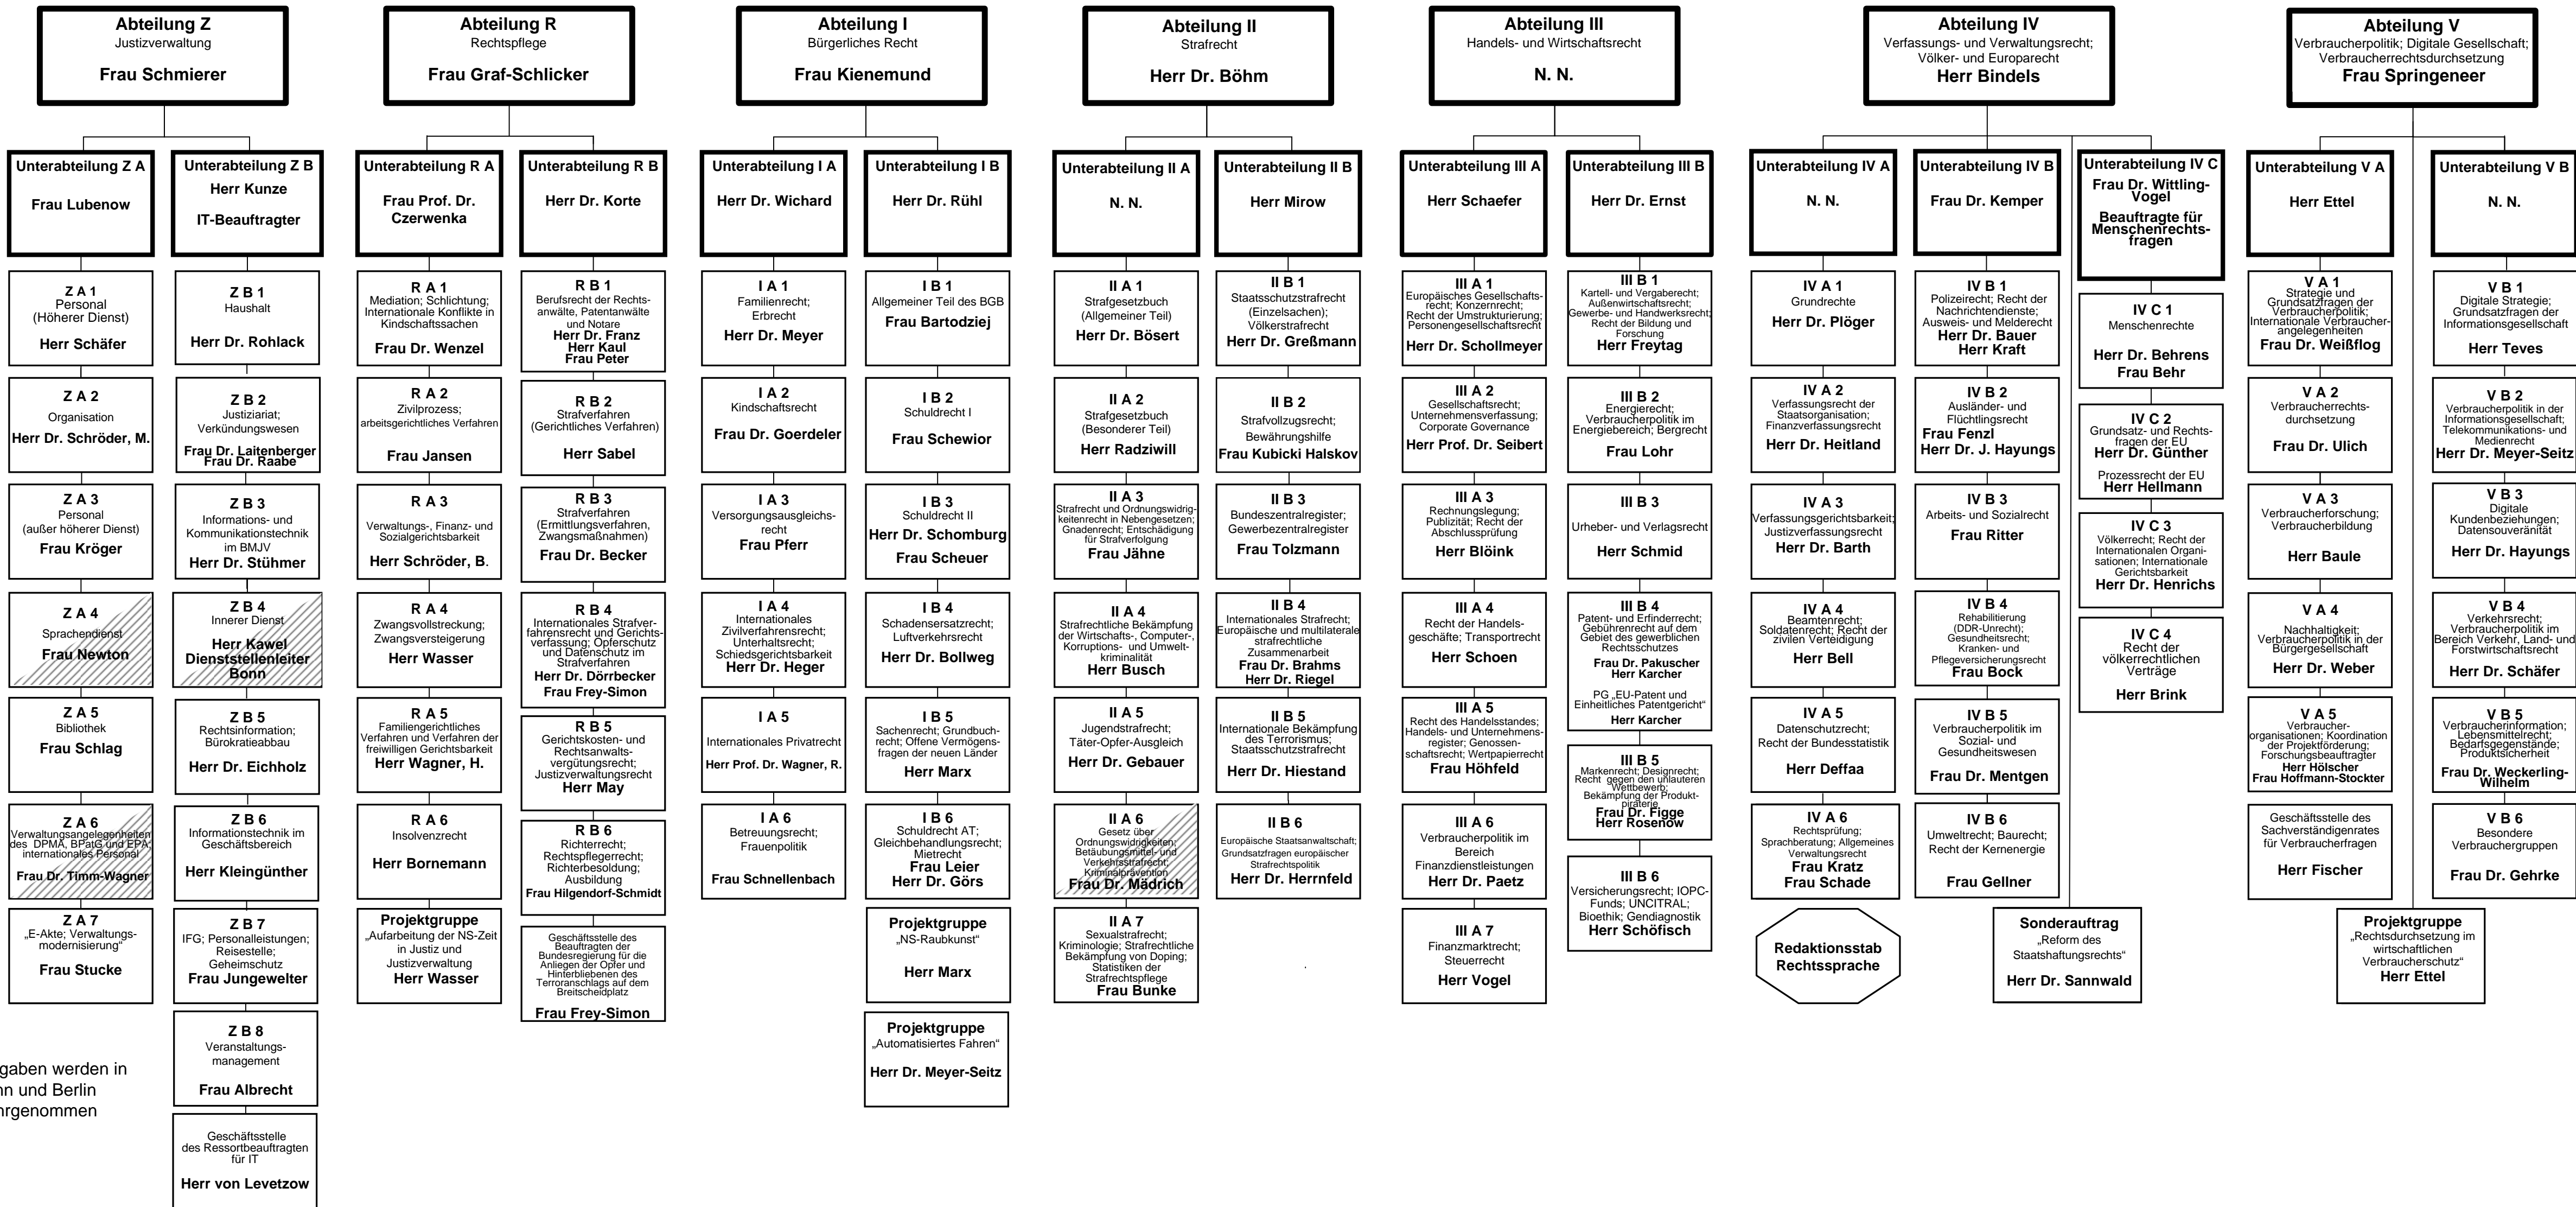 Abteilung Z
Justizverwaltung
Frau Schmierer
Unterabteilung Z A
Frau Lubenow
Z A 1
Personal
(Höherer Dienst)
Herr Schäfer
Z A 2
Organisation
Herr Dr. Schröder, M.
Z A 3
Personal
(außer höherer Dienst)
Frau Kröger
Z A 4
Sprachendienst
Frau Newton
Z A 5
Bibliothek
Frau Schlag
Z A 6
Verwaltungsangelegenheiten
des DPMA, BPatG und EPA;
internationales Personal
Frau Dr. Timm-Wagner
Z A 7
„E-Akte; Verwaltungs-
modernisierung“
Frau Stucke
gaben werden in
nn und Berlin
hrgenommen
Unterabteilung Z B
Herr Kunze
IT-Beauftragter
Z B 1
Haushalt
Herr Dr. Rohlack
Z B 2
Justiziariat;
Verkündungswesen
Frau Dr. Laitenberger
Frau Dr. Raabe
Z B 3
Informations- und
Kommunikationstechnik
im BMJV
Herr Dr. Stühmer
Z B 4
Innerer Dienst
Herr Kawel
Dienststellenleiter
Bonn
Z B 5
Rechtsinformation;
Bürokratieabbau
Herr Dr. Eichholz
Z B 6
Informationstechnik im
Geschäftsbereich
Herr Kleingünther
Z B 7
IFG; Personalleistungen;
Reisestelle;
Geheimschutz
Frau Jungewelter
Z B 8
Veranstaltungs-
management
Frau Albrecht
Geschäftsstelle
des Ressortbeauftragten
für IT
Herr von Levetzow
Abteilung R
Rechtspflege
Frau Graf-Schlicker
Unterabteilung R A
Frau Prof. Dr.
Czerwenka
R A 1
Mediation; Schlichtung;
Internationale Konflikte in
Kindschaftssachen
Frau Dr. Wenzel
R A 2
Zivilprozess;
arbeitsgerichtliches Verfahren
Frau Jansen
R A 3
Verwaltungs-, Finanz- und
Sozialgerichtsbarkeit
Herr Schröder, B.
R A 4
Zwangsvollstreckung;
Zwangsversteigerung
Herr Wasser
R A 5
Familiengerichtliches
Verfahren und Verfahren der
freiwilligen Gerichtsbarkeit
Herr Wagner, H.
R A 6
Insolvenzrecht
Herr Bornemann
Projektgruppe
„Aufarbeitung der NS-Zeit
in Justiz und
Justizverwaltung
Herr Wasser
Unterabteilung R B
Herr Dr. Korte
R B 1
Berufsrecht der Rechts-
anwälte, Patentanwälte
und Notare
Herr Dr. Franz
Herr Kaul
Frau Peter
R B 2
Strafverfahren
(Gerichtliches Verfahren)
Herr Sabel
R B 3
Strafverfahren
(Ermittlungsverfahren,
Zwangsmaßnahmen)
Frau Dr. Becker
R B 4
Internationales Strafver-
fahrensrecht und Gerichts-
verfassung; Opferschutz
und Datenschutz im
Strafverfahren
Herr Dr. Dörrbecker
Frau Frey-Simon
R B 5
Gerichtskosten- und
Rechtsanwalts-
vergütungsrecht;
Justizverwaltungsrecht
Herr May
R B 6
Richterrecht;
Rechtspflegerrecht;
Richterbesoldung;
Ausbildung
Frau Hilgendorf-Schmidt
Geschäftsstelle des
Beauftragten der
Bundesregierung für die
Anliegen der Opfer und
Hinterbliebenen des
Terroranschlags auf dem
Breitscheidplatz
Frau Frey-Simon
Abteilung I
Bürgerliches Recht
Frau Kienemund
Unterabteilung I A
Herr Dr. Wichard
I A 1
Familienrecht;
Erbrecht
Herr Dr. Meyer
I A 2
Kindschaftsrecht
Frau Dr. Goerdeler
I A 3
Versorgungsausgleichs-
recht
Frau Pferr
I A 4
Internationales
Zivilverfahrensrecht;
Unterhaltsrecht;
Schiedsgerichtsbarkeit
Herr Dr. Heger
I A 5
Internationales Privatrecht
Herr Prof. Dr. Wagner, R.
I A 6
Betreuungsrecht;
Frauenpolitik
Frau Schnellenbach
Unterabteilung I B
Herr Dr. Rühl
I B 1
Allgemeiner Teil des BGB
Frau Bartodziej
I B 2
Schuldrecht I
Frau Schewior
I B 3
Schuldrecht II
Herr Dr. Schomburg
Frau Scheuer
I B 4
Schadensersatzrecht;
Luftverkehrsrecht
Herr Dr. Bollweg
I B 5
Sachenrecht; Grundbuch-
recht; Offene Vermögens-
fragen der neuen Länder
Herr Marx
I B 6
Schuldrecht AT;
Gleichbehandlungsrecht;
Mietrecht
Frau Leier
Herr Dr. Görs
Projektgruppe
„NS-Raubkunst“
Herr Marx
Projektgruppe
„Automatisiertes Fahren“
Herr Dr. Meyer-Seitz
Abteilung II
Strafrecht
Herr Dr. Böhm
Unterabteilung II A
N. N.
II A 1
Strafgesetzbuch
(Allgemeiner Teil)
Herr Dr. Bösert
II A 2
Strafgesetzbuch
(Besonderer Teil)
Herr Radziwill
II A 3
Strafrecht und Ordnungswidrig-
keitenrecht in Nebengesetzen;
Gnadenrecht; Entschädigung
für Strafverfolgung
Frau Jähne
II A 4
Strafrechtliche Bekämpfung
der Wirtschafts-, Computer-,
Korruptions- und Umwelt-
kriminalität
Herr Busch
II A 5
Jugendstrafrecht;
Täter-Opfer-Ausgleich
Herr Dr. Gebauer
II A 6
Gesetz über
Ordnungswidrigkeiten;
Betäubungsmittel- und
Verkehrsstrafrecht;
Kriminalprävention
Frau Dr. Mädrich
II A 7
Sexualstrafrecht;
Kriminologie; Strafrechtliche
Bekämpfung von Doping;
Statistiken der
Strafrechtspflege
Frau Bunke
Unterabteilung II B
Herr Mirow
II B 1
Staatsschutzstrafrecht
(Einzelsachen);
Völkerstrafrecht
Herr Dr. Greßmann
II B 2
Strafvollzugsrecht;
Bewährungshilfe
Frau Kubicki Halskov
II B 3
Bundeszentralregister;
Gewerbezentralregister
Frau Tolzmann
II B 4
Internationales Strafrecht;
Europäische und multilaterale
strafrechtliche
Zusammenarbeit
Frau Dr. Brahms
Herr Dr. Riegel
II B 5
Internationale Bekämpfung
des Terrorismus;
Staatsschutzstrafrecht
Herr Dr. Hiestand
II B 6
Europäische Staatsanwaltschaft;
Grundsatzfragen europäischer
Strafrechtspolitik
Herr Dr. Herrnfeld
Abteilung III
Handels- und Wirtschaftsrecht
N. N.
Unterabteilung III A
Herr Schaefer
III A 1
Europäisches Gesellschafts-
recht; Konzernrecht;
Recht der Umstrukturierung;
Personengesellschaftsrecht
Herr Dr. Schollmeyer
III A 2
Gesellschaftsrecht;
Unternehmensverfassung;
Corporate Governance
Herr Prof. Dr. Seibert
III A 3
Rechnungslegung;
Publizität; Recht der
Abschlussprüfung
Herr Blöink
III A 4
Recht der Handels-
geschäfte; Transportrecht
Herr Schoen
III A 5
Recht des Handelsstandes;
Handels- und Unternehmens-
register; Genossen-
schaftsrecht; Wertpapierrecht
Frau Höhfeld
III A 6
Verbraucherpolitik im
Bereich
Finanzdienstleistungen
Herr Dr. Paetz
III A 7
Finanzmarktrecht;
Steuerrecht
Herr Vogel
Unterabteilung III B
Herr Dr. Ernst
III B 1
Kartell- und Vergaberecht;
Außenwirtschaftsrecht;
Gewerbe- und Handwerksrecht;
Recht der Bildung und
Forschung
Herr Freytag
III B 2
Energierecht;
Verbraucherpolitik im
Energiebereich; Bergrecht
Frau Lohr
III B 3
Urheber- und Verlagsrecht
Herr Schmid
III B 4
Patent- und Erfinderrecht;
Gebührenrecht auf dem
Gebiet des gewerblichen
Rechtsschutzes
Frau Dr. Pakuscher
Herr Karcher
PG „EU-Patent und
Einheitliches Patentgericht“
Herr Karcher
III B 5
Markenrecht; Designrecht;
Recht gegen den unlauteren
Wettbewerb;
Bekämpfung der Produkt-
piraterie
Frau Dr. Figge
Herr Rosenow
III B 6
Versicherungsrecht; IOPC-
Funds; UNCITRAL;
Bioethik; Gendiagnostik
Herr Schöfisch
Abteilung IV
Verfassungs- und Verwaltungsrecht;
Völker- und Europarecht
Herr Bindels
Unterabteilung IV A
N. N.
IV A 1
Grundrechte
Herr Dr. Plöger
IV A 2
Verfassungsrecht der
Staatsorganisation;
Finanzverfassungsrecht
Herr Dr. Heitland
IV A 3
Verfassungsgerichtsbarkeit;
Justizverfassungsrecht
Herr Dr. Barth
IV A 4
Beamtenrecht;
Soldatenrecht; Recht der
zivilen Verteidigung
Herr Bell
IV A 5
Datenschutzrecht;
Recht der Bundesstatistik
Herr Deffaa
IV A 6
Rechtsprüfung;
Sprachberatung; Allgemeines
Verwaltungsrecht
Frau Kratz
Frau Schade
Redaktionsstab
Rechtssprache
Unterabteilung IV B
Frau Dr. Kemper
IV B 1
Polizeirecht; Recht der
Nachrichtendienste;
Ausweis- und Melderecht
Herr Dr. Bauer
Herr Kraft
IV B 2
Ausländer- und
Flüchtlingsrecht
Frau Fenzl
Herr Dr. J. Hayungs
IV B 3
Arbeits- und Sozialrecht
Frau Ritter
IV B 4
Rehabilitierung
(DDR-Unrecht);
Gesundheitsrecht;
Kranken- und
Pflegeversicherungsrecht
Frau Bock
IV B 5
Verbraucherpolitik im
Sozial- und
Gesundheitswesen
Frau Dr. Mentgen
IV B 6
Umweltrecht; Baurecht;
Recht der Kernenergie
Frau Gellner
Sonderauftrag
„Reform des
Staatshaftungsrechts“
Herr Dr. Sannwald
Unterabteilung IV C
Frau Dr. Wittling-
Vogel
Beauftragte für
Menschenrechts-
fragen
IV C 1
Menschenrechte
Herr Dr. Behrens
Frau Behr
IV C 2
Grundsatz- und Rechts-
fragen der EU
Herr Dr. Günther
Prozessrecht der EU
Herr Hellmann
IV C 3
Völkerrecht; Recht der
Internationalen Organi-
sationen; Internationale
Gerichtsbarkeit
Herr Dr. Henrichs
IV C 4
Recht der
völkerrechtlichen
Verträge
Herr Brink
Abteilung V
Verbraucherpolitik; Digitale Gesellschaft;
Verbraucherrechtsdurchsetzung
Frau Springeneer
Unterabteilung V A
Herr Ettel
V A 1
Strategie und
Grundsatzfragen der
Verbraucherpolitik;
Internationale Verbraucher-
angelegenheiten
Frau Dr. Weißflog
V A 2
Verbraucherrechts-
durchsetzung
Frau Dr. Ulich
V A 3
Verbraucherforschung;
Verbraucherbildung
Herr Baule
V A 4
Nachhaltigkeit;
Verbraucherpolitik in der
Bürgergesellschaft
Herr Dr. Weber
V A 5
Verbraucher-
organisationen; Koordination
der Projektförderung;
Forschungsbeauftragter
Herr Hölscher
Frau Hoffmann-Stockter
Geschäftsstelle des
Sachverständigenrates
für Verbraucherfragen
Herr Fischer
Projektgruppe
„Rechtsdurchsetzung im
wirtschaftlichen
Verbraucherschutz“
Herr Ettel
Unterabteilung V B
N. N.
V B 1
Digitale Strategie;
Grundsatzfragen der
Informationsgesellschaft
Herr Teves
V B 2
Verbraucherpolitik in der
Informationsgesellschaft;
Telekommunikations- und
Medienrecht
Herr Dr. Meyer-Seitz
V B 3
Digitale
Kundenbeziehungen;
Datensouveränität
Herr Dr. Hayungs
V B 4
Verkehrsrecht;
Verbraucherpolitik im
Bereich Verkehr, Land- und
Forstwirtschaftsrecht
Herr Dr. Schäfer
V B 5
Verbraucherinformation;
Lebensmittelrecht;
Bedarfsgegenstände;
Produktsicherheit
Frau Dr. Weckerling-
Wilhelm
V B 6
Besondere
Verbrauchergruppen
Frau Dr. Gehrke